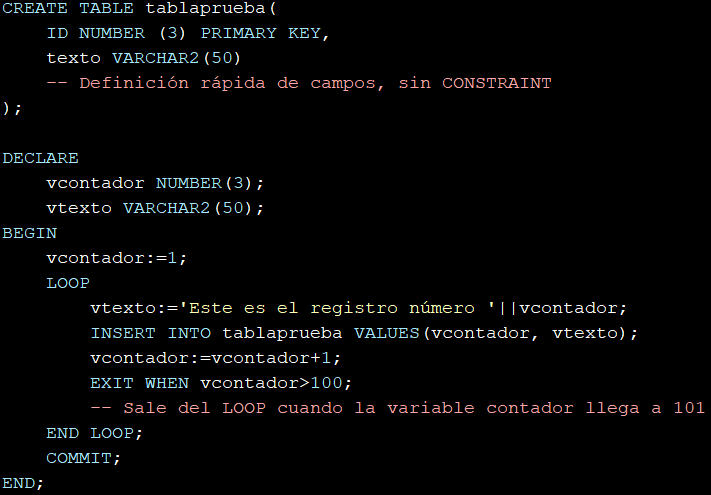 CREATE TABLE tablaprueba(
    ID NUMBER (3) PRIMARY KEY,
    texto VARCHAR2(50)
    -- Definición rápida de campos, sin CONSTRAINT
);

DECLARE
    vcontador NUMBER(3);
    vtexto VARCHAR2(50);
BEGIN
    vcontador:=1;
    LOOP
        vtexto:='Este es el registro número '||vcontador;
        INSERT INTO tablaprueba VALUES(vcontador, vtexto);
        vcontador:=vcontador+1;
        EXIT WHEN vcontador>100;
        -- Sale del LOOP cuando la variable contador llega a 101
    END LOOP;
    COMMIT;
END;